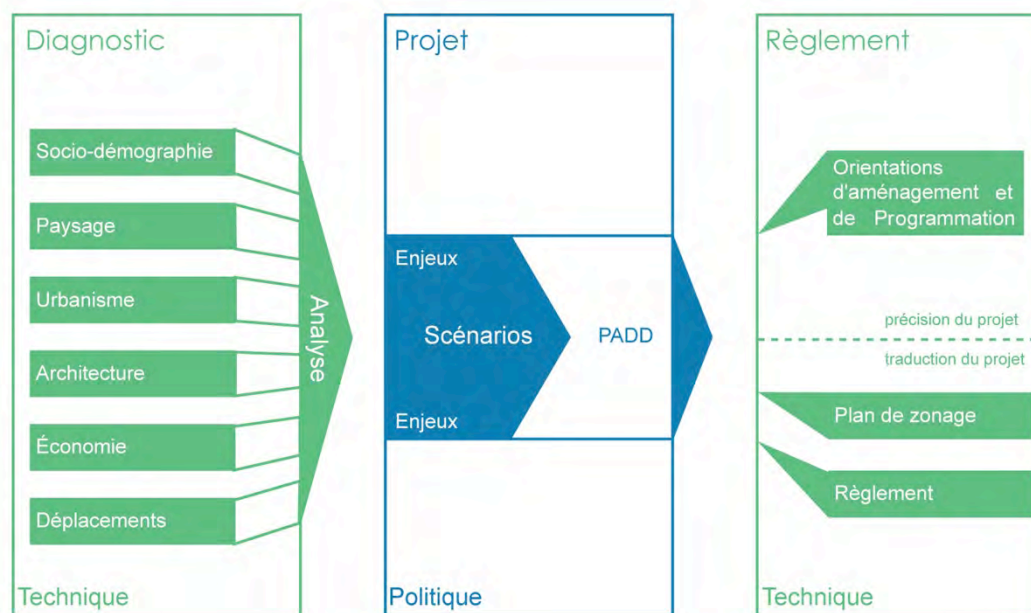 Diagnostic
Socio-démographie
Paysage
Urbanisme
Architecture
Économie
Déplacements
Analyse
Technique
Projet
Enjeux
Scénarios
PADD
Enjeux
Politique
Règlement
Orientations
d'aménagement et
de Programmation
précision du projet
traduction du projet
Plan de zonage
Règlement
Technique